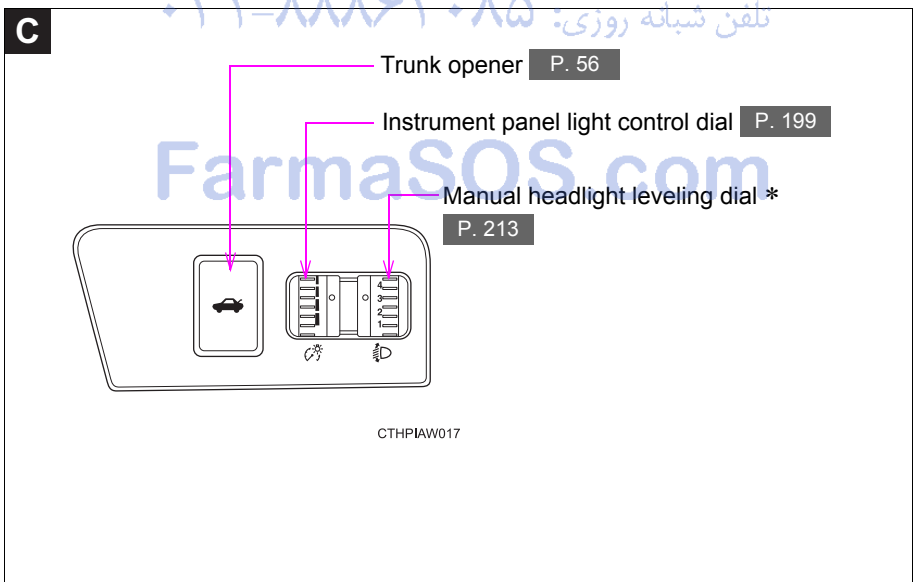 تلفن شبانه روزی: ۰۲۱-۸۸۸۶۲۰۸۵
C
Trunk opener P. 56
Instrument panel light control dial P. 199
FarmaSOS.com
Manual headlight leveling dial *
P. 213
4
3
2
1
CTHPIAW017